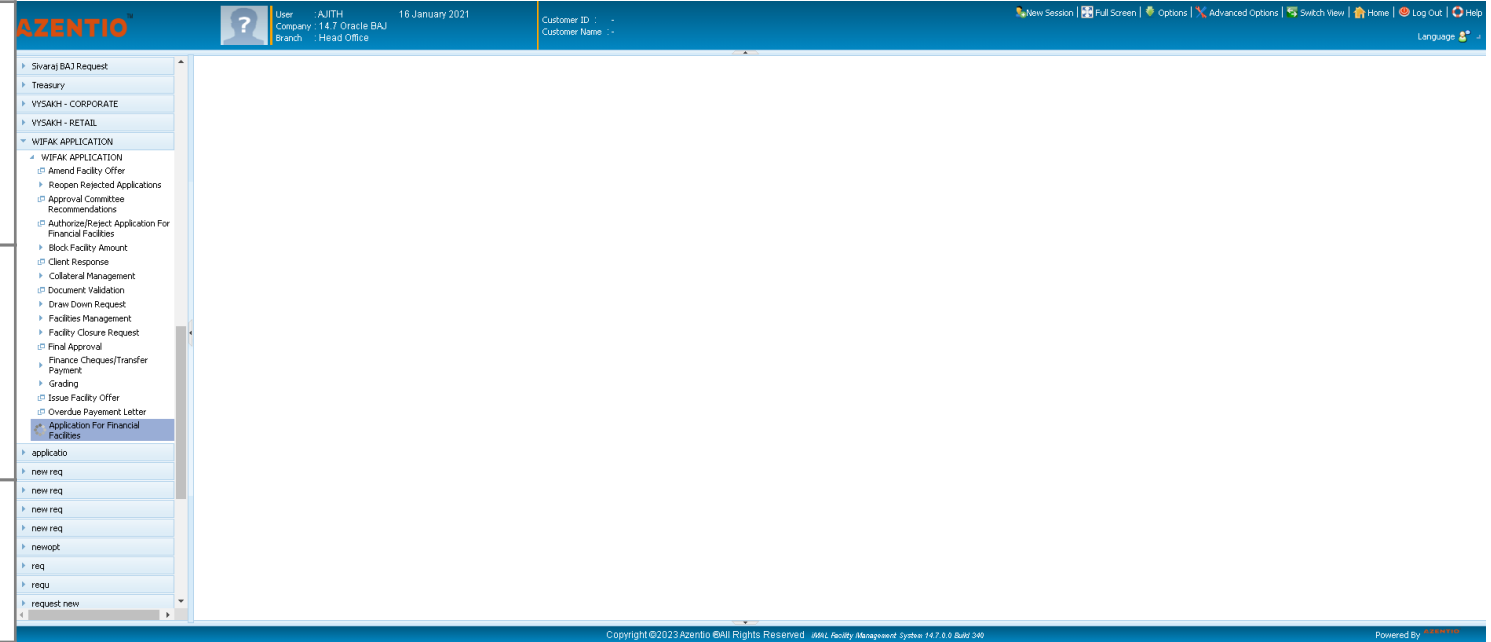 AZENTIO™
User :AJITH 16 January 2021
Company :14.7 Oracle BAJ
Branch :Head Office
Customer ID : -
Customer Name : -
New Session | Full Screen | Options | Advanced Options | Switch View | Home | Log Out | Help
Language
Sivaraj BAJ Request
Treasury
VYSAKH - CORPORATE
VYSAKH - RETAIL
WIFAK APPLICATION
WIFAK APPLICATION
Amend Facility Offer
Reopen Rejected Applications
Approval Committee
Recommendations
Authorize/Reject Application For
Financial Facilities
Block Facility Amount
Client Response
Collateral Management
Document Validation
Draw Down Request
Facilities Management
Facility Closure Request
Final Approval
Finance Cheques/Transfer
Payment
Grading
Issue Facility Offer
Overdue Payement Letter
Application For Financial
Facilities
applicatio
new req
new req
new req
new req
newopt
req
requ
request new
Copyright ©2023 Azentio ®All Rights Reserved iMAL Facility Management System 14.7.0.0 Build 340
Powered By AZENTIO